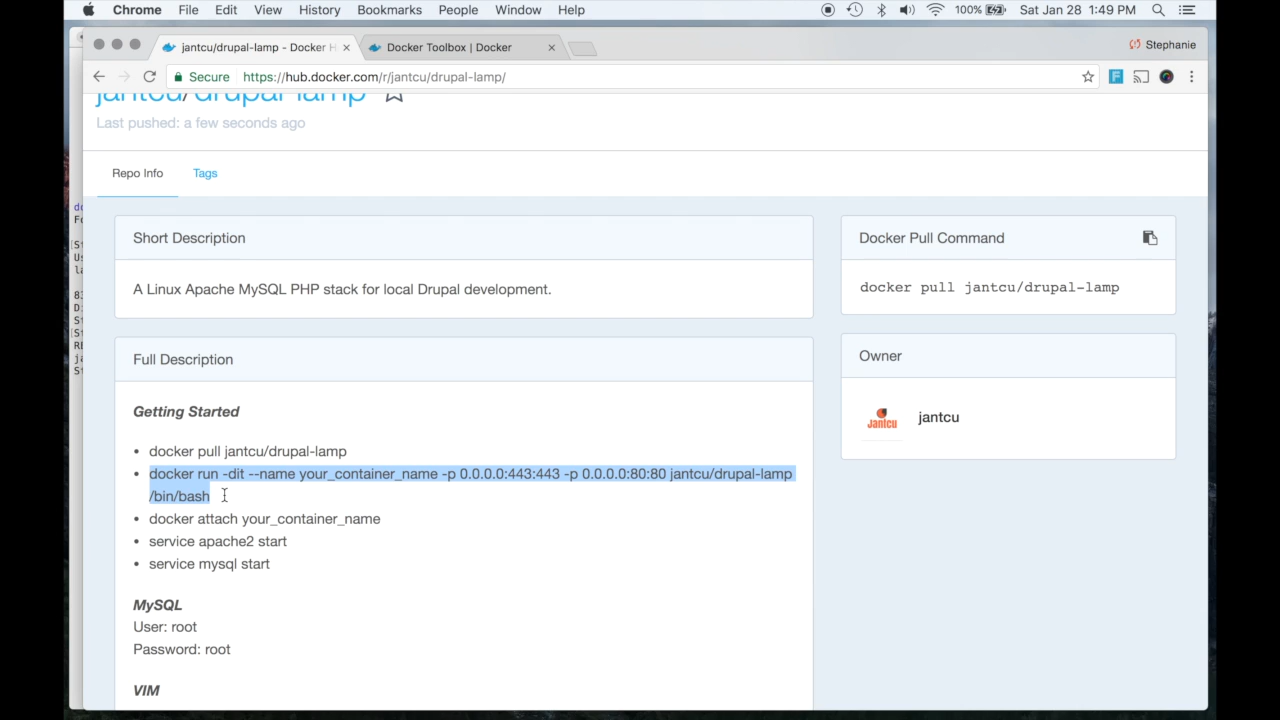 Chrome File Edit View History Bookmarks People Window Help 100% Sat Jan 28 1:49 PM
jantcu/drupal-lamp - Docker H Docker Toolbox | Docker Stephanie
Secure https://hub.docker.com/r/jantcu/drupal-lamp/
jantcu/drupal-lamp
Last pushed: a few seconds ago
Repo Info Tags
Short Description
A Linux Apache MySQL PHP stack for local Drupal development.
Docker Pull Command
docker pull jantcu/drupal-lamp
Full Description
Getting Started
• docker pull jantcu/drupal-lamp
• docker run -dit --name your_container_name -p 0.0.0.0:443:443 -p 0.0.0.0:80:80 jantcu/drupal-lamp
/bin/bash
• docker attach your_container_name
• service apache2 start
• service mysql start
MySQL
User: root
Password: root
VIM
Owner
Jantcu
jantcu